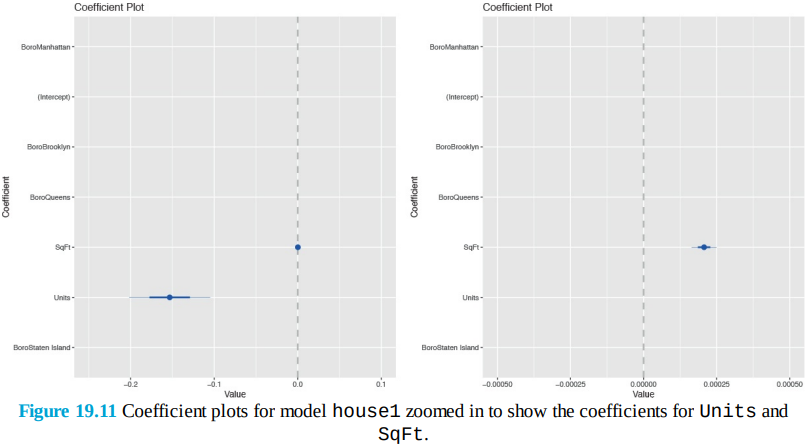 Coefficient Plot
Coefficient
BoroManhattan
(Intercept)
BoroBrooklyn
BoroQueens
SqFt
Units
BoroStaten Island
−0.2 −0.1 0.0 0.1
Value
Coefficient Plot
Coefficient
BoroManhattan
(Intercept)
BoroBrooklyn
BoroQueens
SqFt
Units
BoroStaten Island
−0.00050 −0.00025 0.00000 0.00025 0.00050
Value
Figure 19.11 Coefficient plots for model house1 zoomed in to show the coefficients for Units and
SqFt.